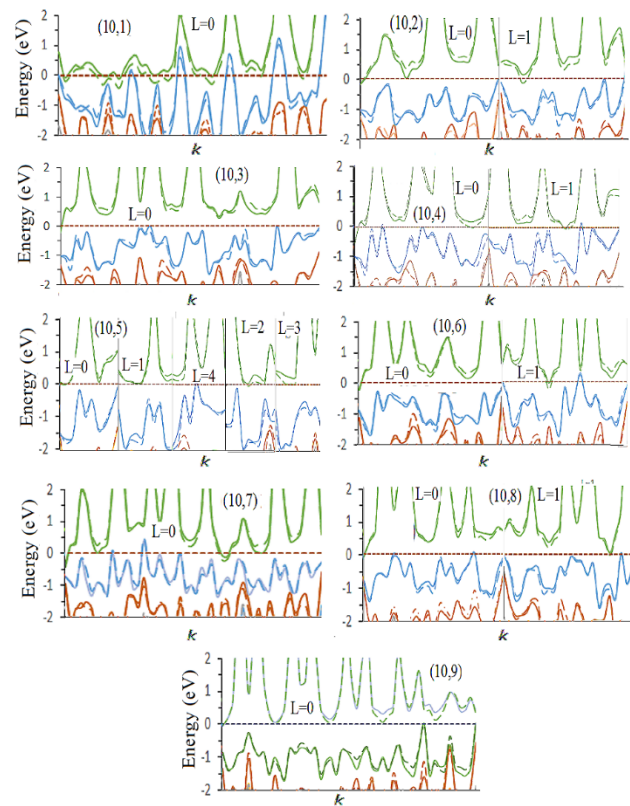 Energy (eV)
2
1
0
-1
2
(10,1)
L=0
k
2
1
0
-1
-2
(10,2)
L=0
L=1
k
Energy (eV)
2
1
0
-1
-2
(10,3)
L=0
k
2
1
0
-1
-2
(10,4)
L=0
L=1
k
Energy (eV)
2
1
0
-1
-2
(10,5)
L=0
L=1
L=4
L=2
L=3
k
2
1
0
-1
-2
(10,6)
L=0
L=1
k
Energy (eV)
2
1
0
-1
-2
(10,7)
L=0
k
2
1
0
-1
-2
(10,8)
L=0
L=1
k
Energy (eV)
2
1
0
-1
-2
(10,9)
L=0
k